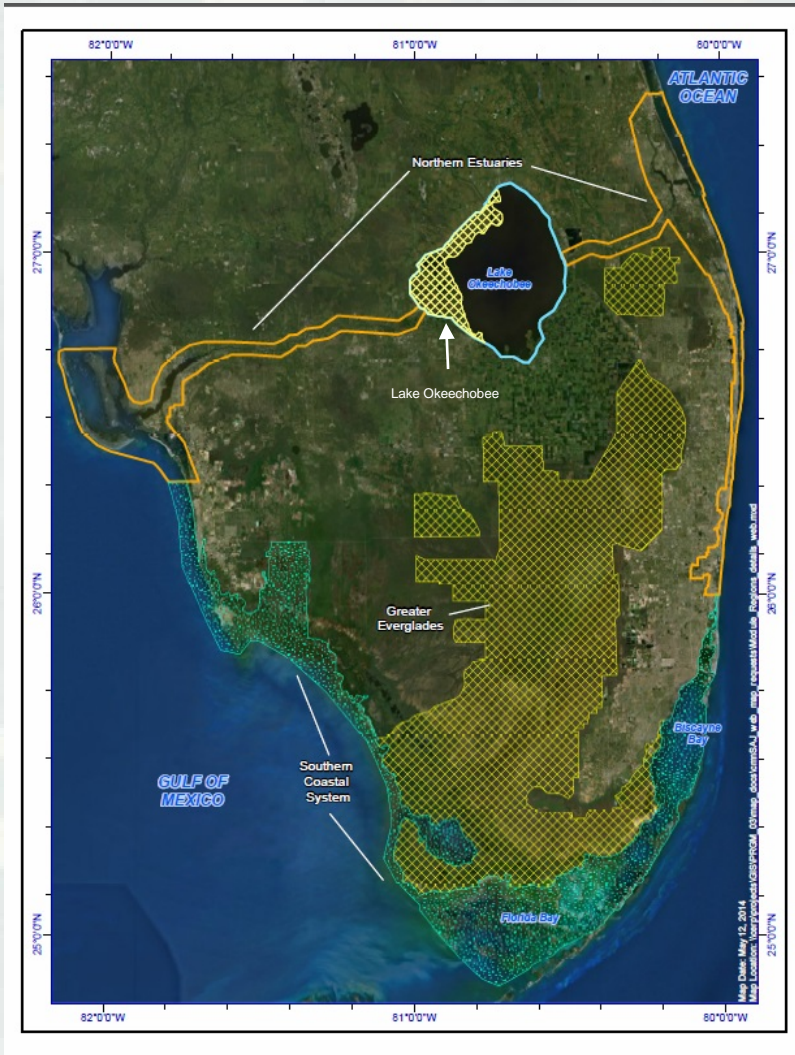 82°0'0"W
81°0'0"W
80°0'0"W
ATLANTIC
OCEAN
Northern Estuaries
27°0'0"N
27°0'0"N
Lake
Okeechobee
Lake Okeechobee
26°0'0"N
26°0'0"N
Greater
Everglades
Biscayne
Bay
Southern
Coastal
System
GULF OF
MEXICO
Florida Bay
25°0'0"N
25°0'0"N
82°0'0"W
81°0'0"W
80°0'0"W
Map Date: May 12, 2014
Map Location: